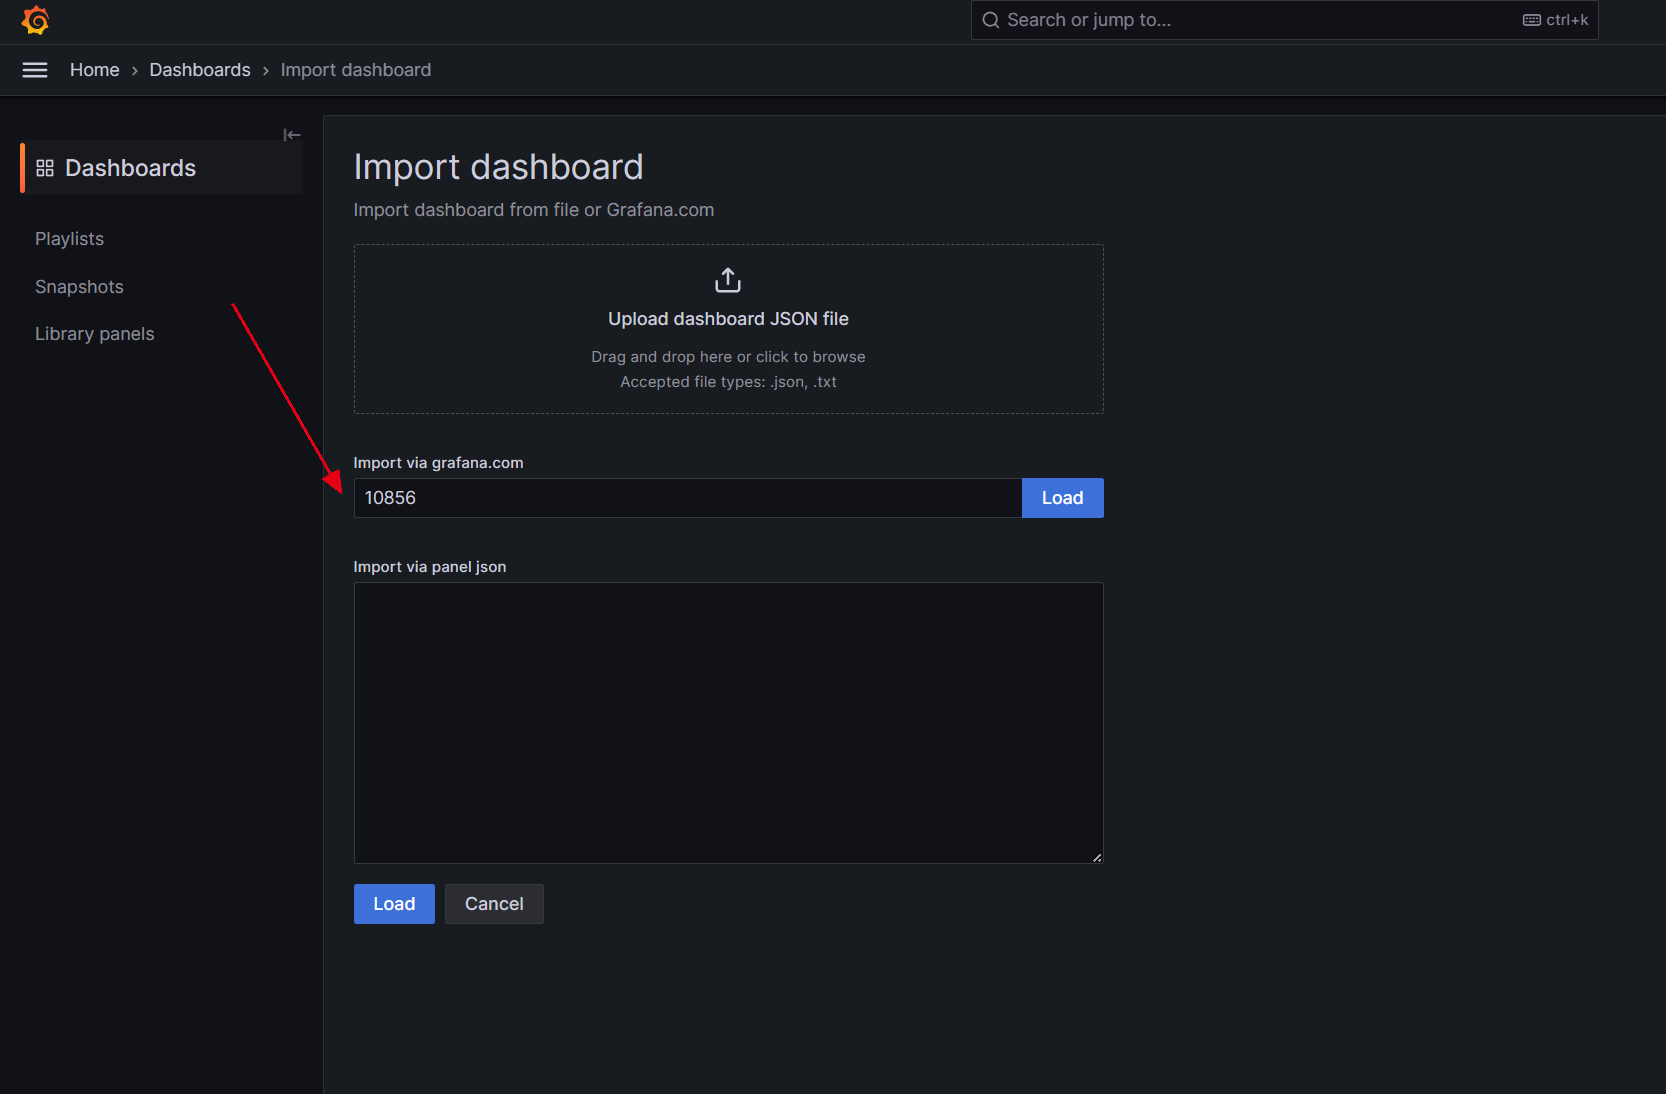 Search or jump to...
ctrl+k
Home › Dashboards › Import dashboard
Dashboards
Playlists
Snapshots
Library panels
Import dashboard
Import dashboard from file or Grafana.com
Upload dashboard JSON file
Drag and drop here or click to browse
Accepted file types: .json, .txt
Import via grafana.com
10856
Load
Import via panel json
Load
Cancel